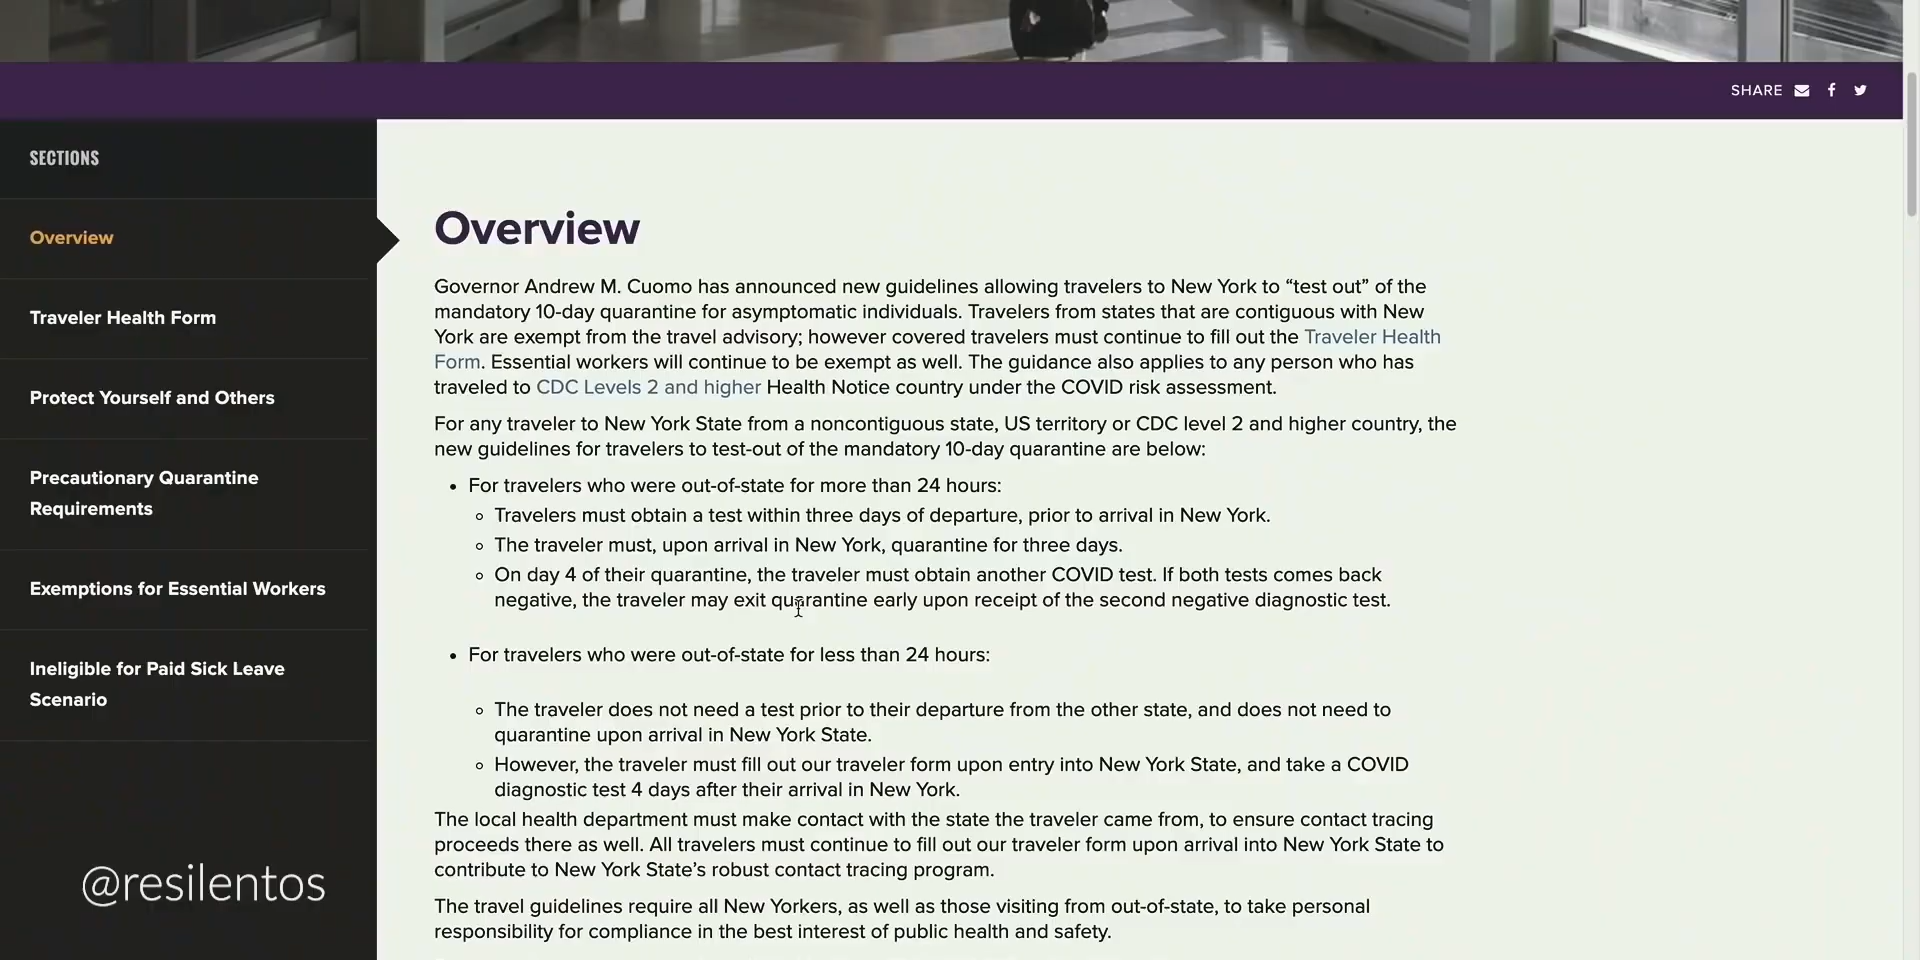 SHARE
SECTIONS
Overview
Traveler Health Form
Protect Yourself and Others
Precautionary Quarantine
Requirements
Exemptions for Essential Workers
Ineligible for Paid Sick Leave
Scenario
@resilentos
Overview
Governor Andrew M. Cuomo has announced new guidelines allowing travelers to New York to “test out” of the
mandatory 10-day quarantine for asymptomatic individuals. Travelers from states that are contiguous with New
York are exempt from the travel advisory; however covered travelers must continue to fill out the Traveler Health
Form. Essential workers will continue to be exempt as well. The guidance also applies to any person who has
traveled to CDC Levels 2 and higher Health Notice country under the COVID risk assessment.
For any traveler to New York State from a noncontiguous state, US territory or CDC level 2 and higher country, the
new guidelines for travelers to test-out of the mandatory 10-day quarantine are below:
• For travelers who were out-of-state for more than 24 hours:
○ Travelers must obtain a test within three days of departure, prior to arrival in New York.
○ The traveler must, upon arrival in New York, quarantine for three days.
○ On day 4 of their quarantine, the traveler must obtain another COVID test. If both tests comes back
negative, the traveler may exit quarantine early upon receipt of the second negative diagnostic test.
• For travelers who were out-of-state for less than 24 hours:
○ The traveler does not need a test prior to their departure from the other state, and does not need to
quarantine upon arrival in New York State.
○ However, the traveler must fill out our traveler form upon entry into New York State, and take a COVID
diagnostic test 4 days after their arrival in New York.
The local health department must make contact with the state the traveler came from, to ensure contact tracing
proceeds there as well. All travelers must continue to fill out our traveler form upon arrival into New York State to
contribute to New York State’s robust contact tracing program.
The travel guidelines require all New Yorkers, as well as those visiting from out-of-state, to take personal
responsibility for compliance in the best interest of public health and safety.